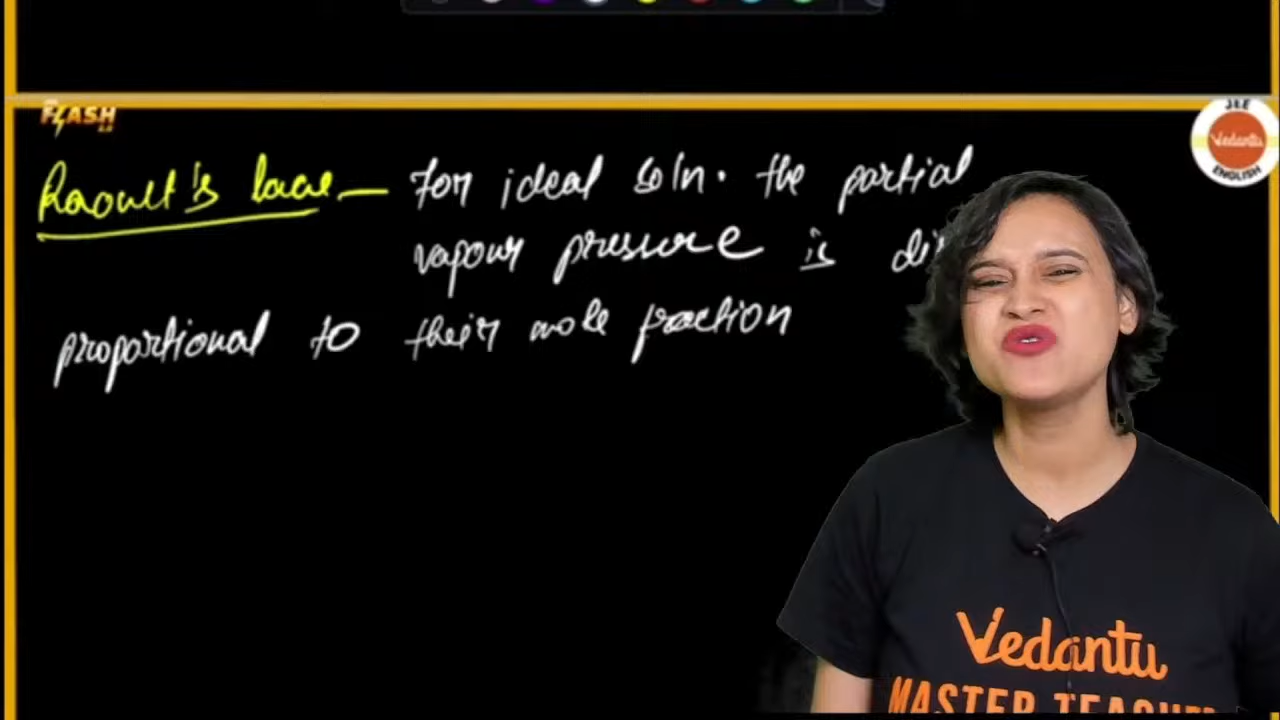 FLASH
JEE
Vedantu
ENGLISH
Raoult's law – For ideal soln. the partial
vapour pressure is
proportional to their mole fraction
Vedantu
MASTER TEACHER